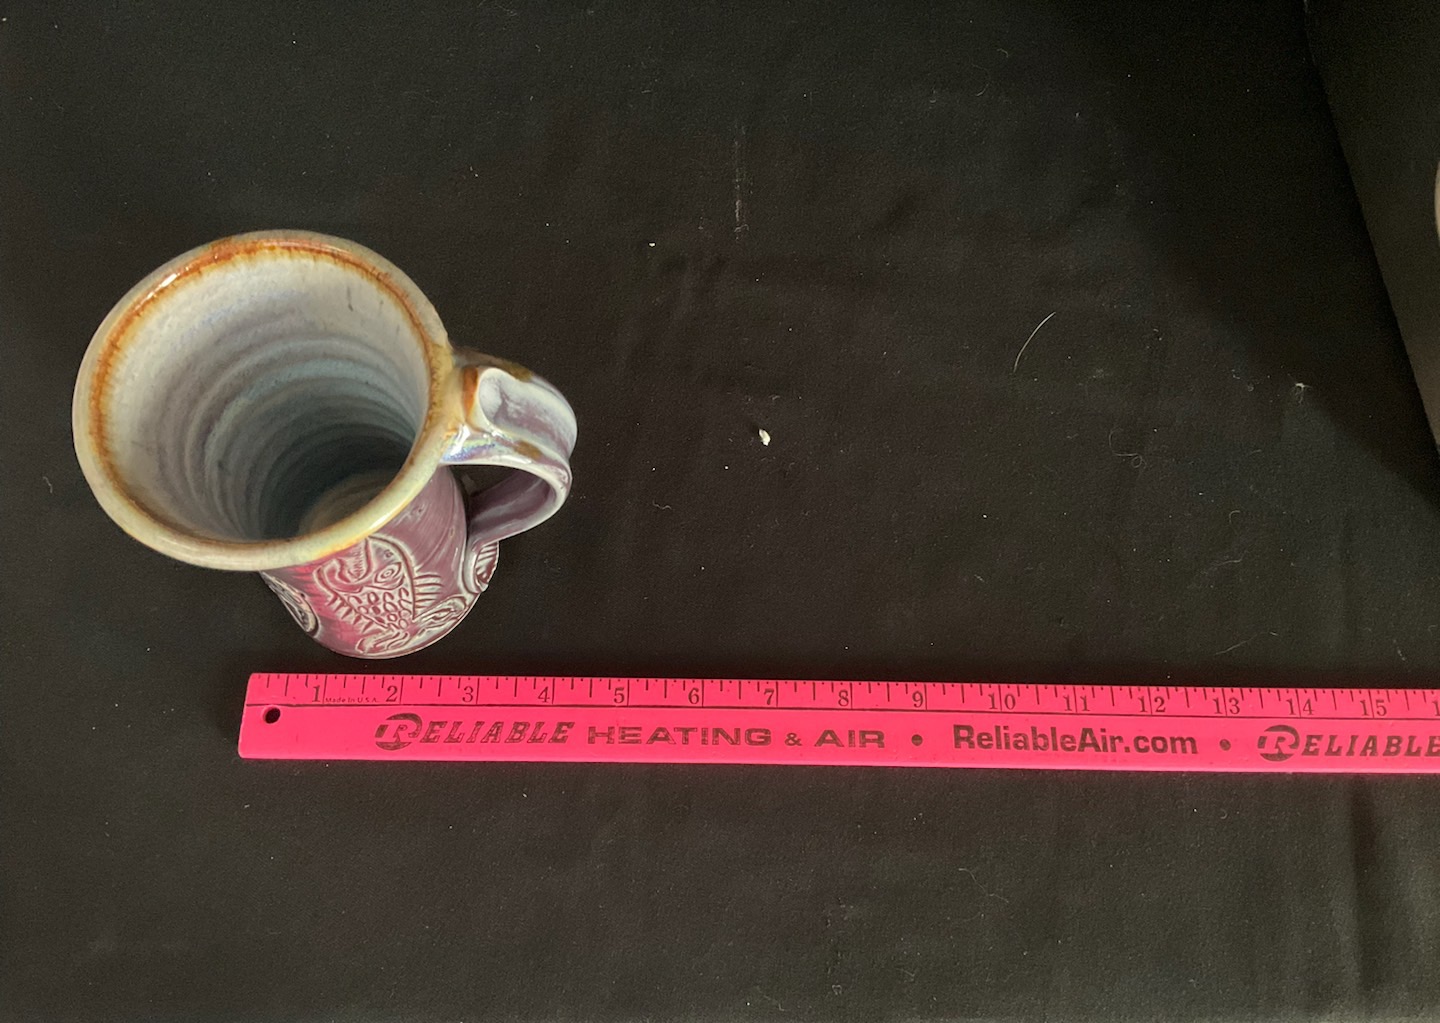 1 Made In U.S.A. 2 3 4 5 6 7 8 9 10 11 12 13 14 15 1
RELIABLE HEATING & AIR • ReliableAir.com • RELIABLE